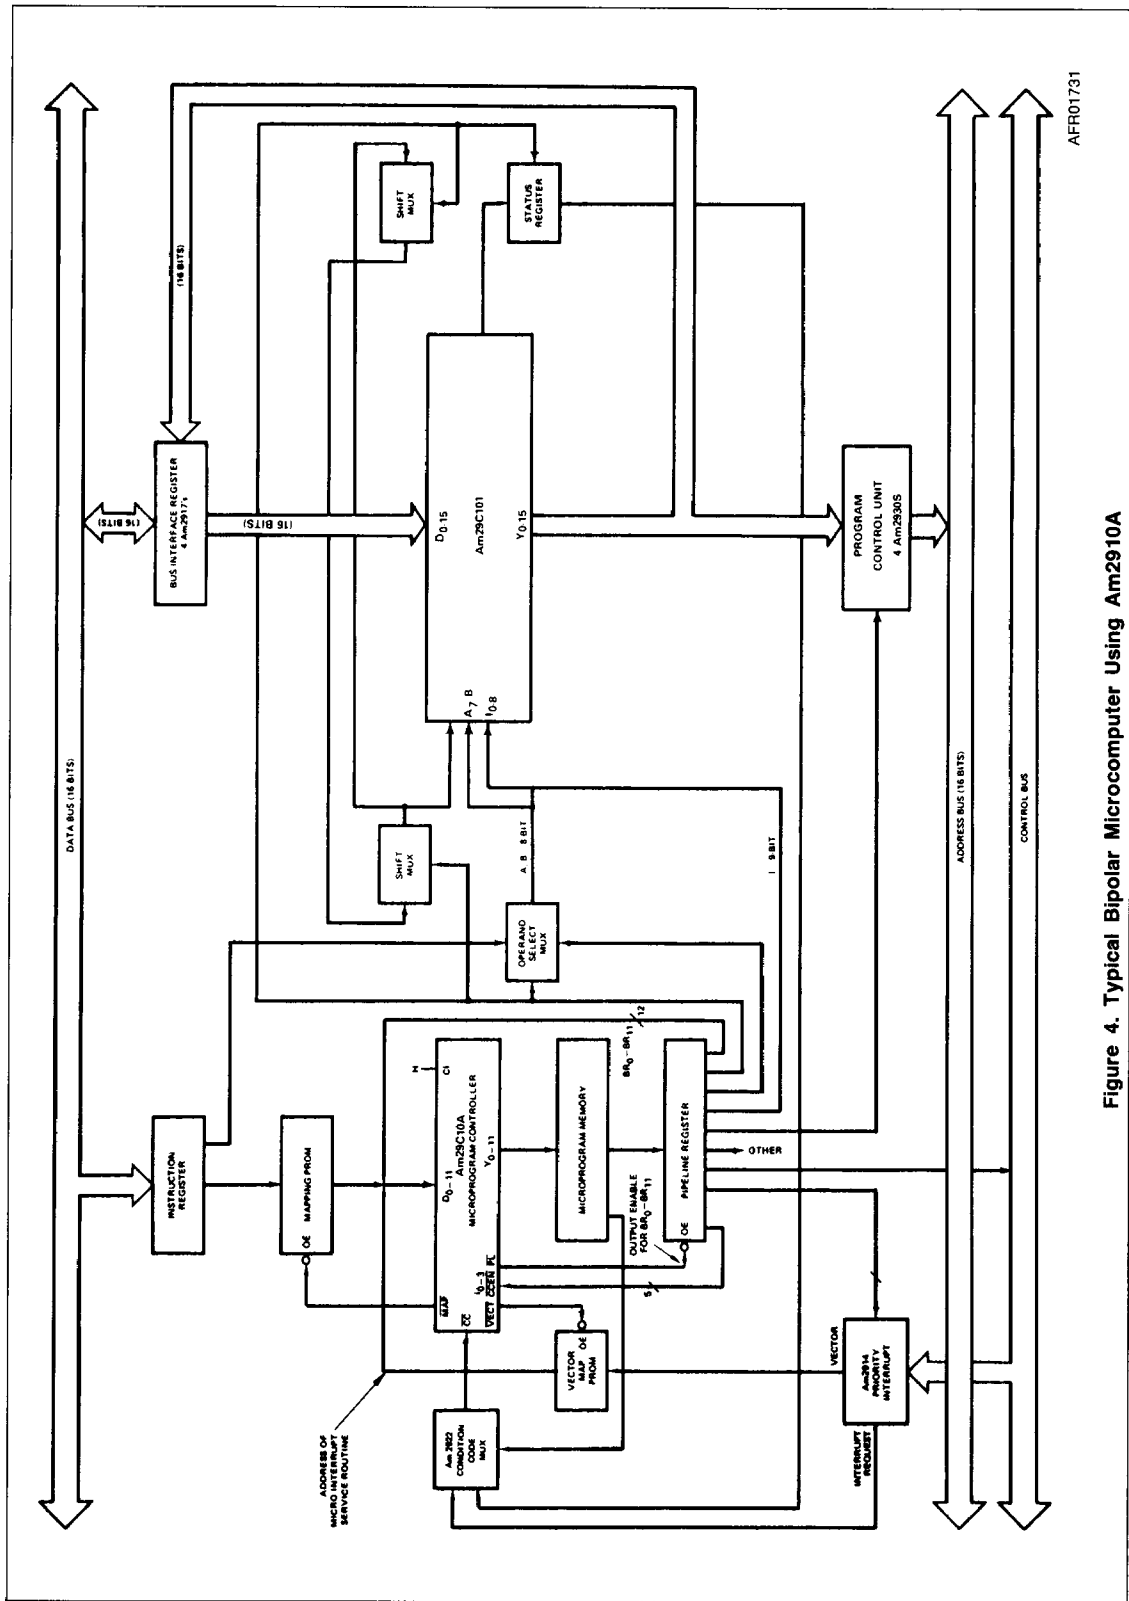 DATA BUS (16 BITS)
(16 BITS)
(16 BITS)
INSTRUCTION
REGISTER
BUS INTERFACE REGISTER
4 Am2917's
(16 BITS)
OE MAPPING PROM
SHIFT
MUX
SHIFT
MUX
ADDRESS OF
MICRO INTERRUPT
SERVICE ROUTINE
Am 2922
CONDITION
CODE
MUX
MAP
CC
VECT
I0-3
CCEN
PL
D0-11
Am29C10A
MICROPROGRAM CONTROLLER
Y0-11
H
CI
D0-15
Am29C101
Y0-15
A7 B
I0-8
STATUS
REGISTER
OPERAND
SELECT
MUX
A B 8 BIT
VECTOR
MAP OE
PROM
MICROPROGRAM MEMORY
OUTPUT ENABLE
FOR BR0–BR11
BR0–BR11
12
5
OE PIPELINE REGISTER
I 9 BIT
OTHER
VECTOR
INTERRUPT
REQUEST
Am2914
PRIORITY
INTERRUPT
PROGRAM
CONTROL UNIT
4 Am2930S
ADDRESS BUS (16 BITS)
CONTROL BUS
AFR01731
Figure 4. Typical Bipolar Microcomputer Using Am2910A